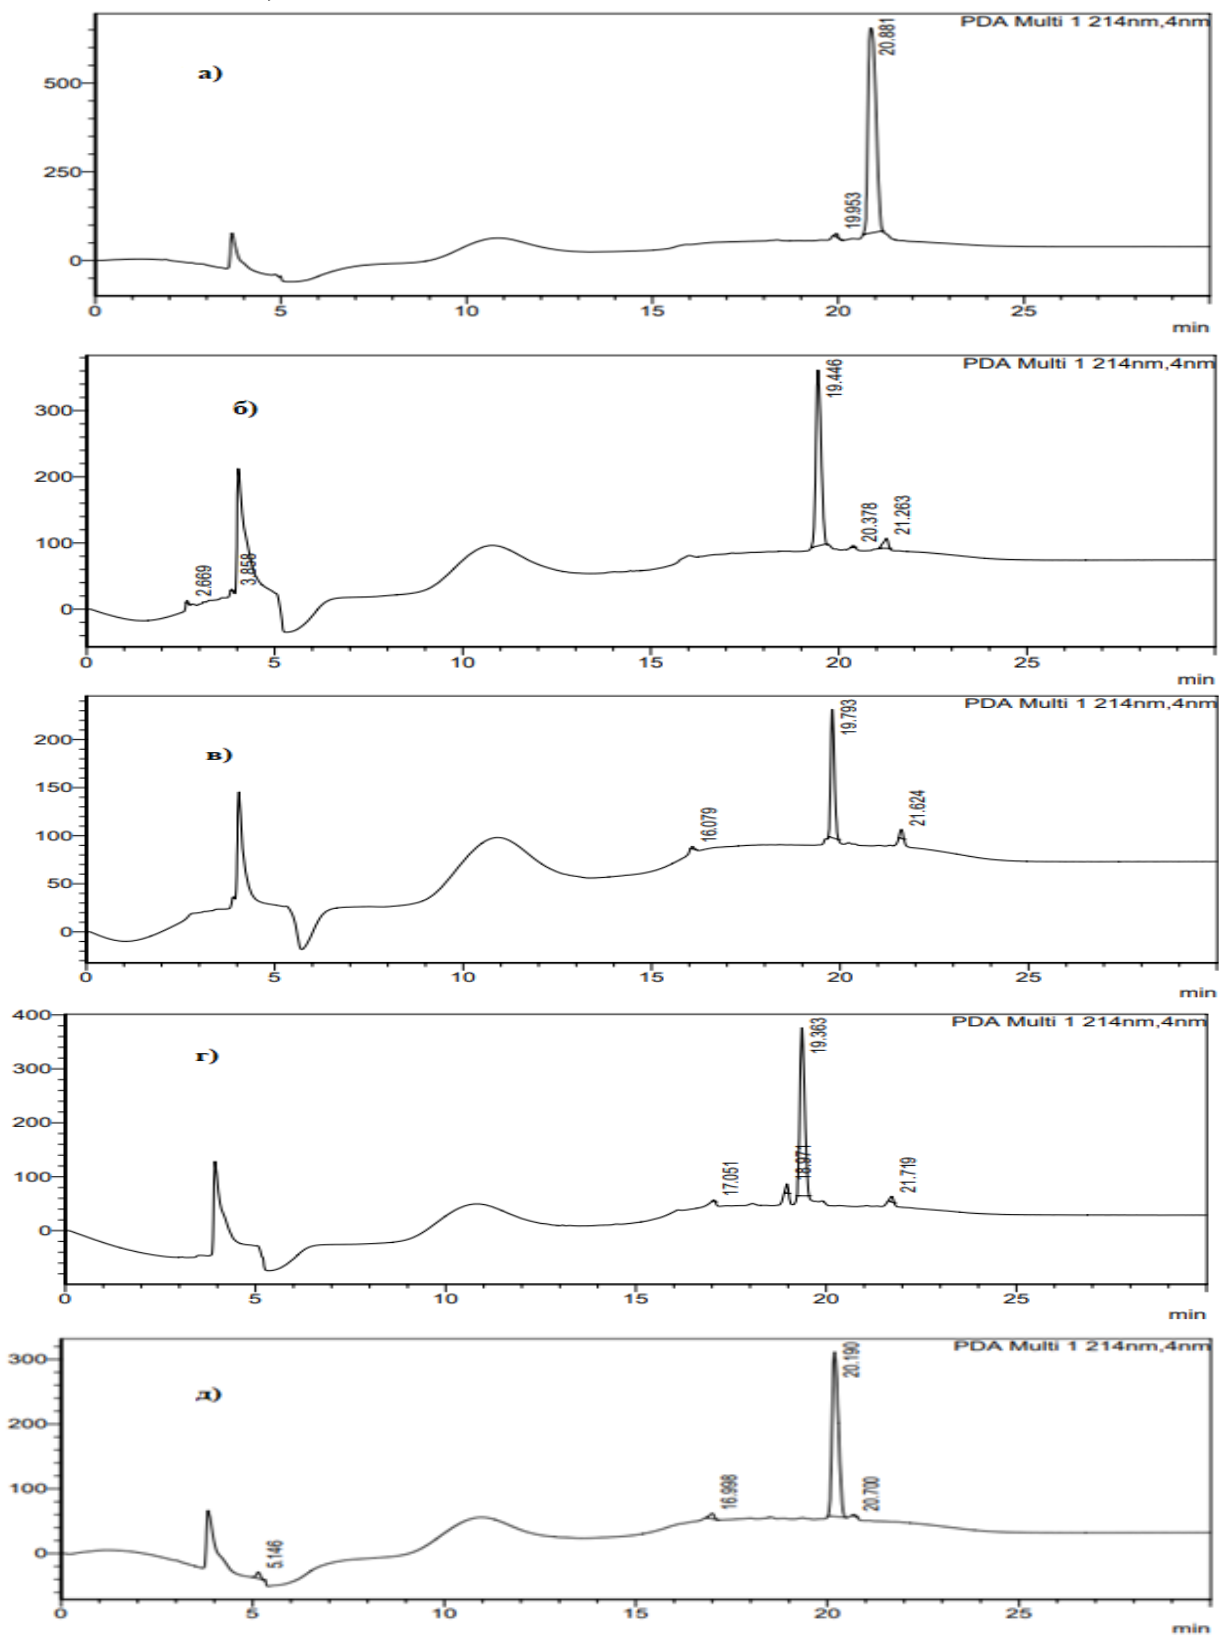 PDA Multi 1 214nm,4nm
а)
20.881
19.953
500
250
0
0 5 10 15 20 25
min
PDA Multi 1 214nm,4nm
б)
19.446
20.378
21.263
2.669
3.858
300
200
100
0
0 5 10 15 20 25
min
PDA Multi 1 214nm,4nm
в)
19.793
16.079
21.624
200
150
100
50
0
0 5 10 15 20 25
min
PDA Multi 1 214nm,4nm
г)
19.363
18.971
17.051
21.719
400
300
200
100
0
0 5 10 15 20 25
min
PDA Multi 1 214nm,4nm
д)
20.190
20.700
16.998
5.146
300
200
100
0
0 5 10 15 20 25
min